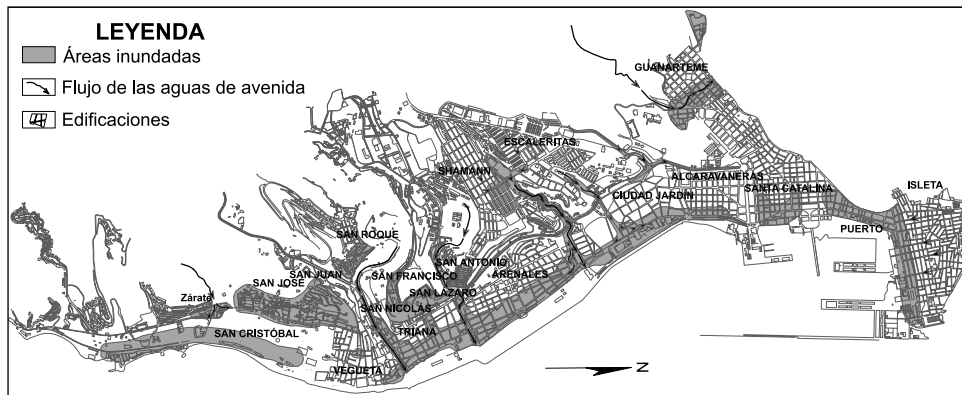 LEYENDA
Áreas inundadas
Flujo de las aguas de avenida
Edificaciones
GUANARTEME
ESCALERITAS
SHAMANN
ALCARAVANERAS
CIUDAD JARDÍN
SANTA CATALINA
ISLETA
PUERTO
SAN ROQUE
SAN ANTONIO
SAN JUAN
SAN FRANCISCO
ARENALES
SAN JOSÉ
SAN LÁZARO
Zárate
SAN NICOLÁS
SAN CRISTÓBAL
TRIANA
VEGUETA
N